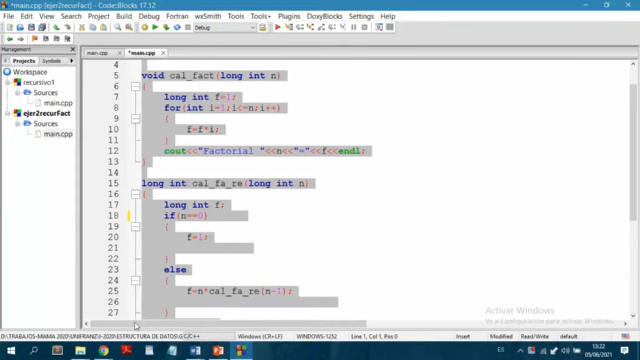 *main.cpp [ejer2recurFact] - Code::Blocks 17.12
File Edit View Search Project Build Debug Fortran wxSmith Tools Tools+ Plugins DoxyBlocks Settings Help
Debug
Management
Projects Symbols
Workspace
recursivo1
Sources
main.cpp
ejer2recurFact
Sources
main.cpp
main.cpp *main.cpp
4
5 void cal_fact(long int n)
6 {
7 long int f=1;
8 for(int i=1;i<=n;i++)
9 {
10 f=f*i;
11 }
12 cout<<"Factorial "<<n<<"="<<f<<endl;
13 }
14
15 long int cal_fa_re(long int n)
16 {
17 long int f;
18 if(n==0)
19 {
20 f=1;
21
22 }
23 else
24 {
25 f=n*cal_fa_re(n-1);
26
27 }
Activar Windows
Ve a Configuración para activar Windows.
D:\TRABAJOS-MAMA 2020\UNIFRANZ\I-2020\ESTRUCTURA DE DATOS\G C/C++ Windows (CR+LF) WINDOWS-1252 Line 1, Col 1, Pos 0 Insert Modified Read/Write default
ES
13:22
05/06/2021